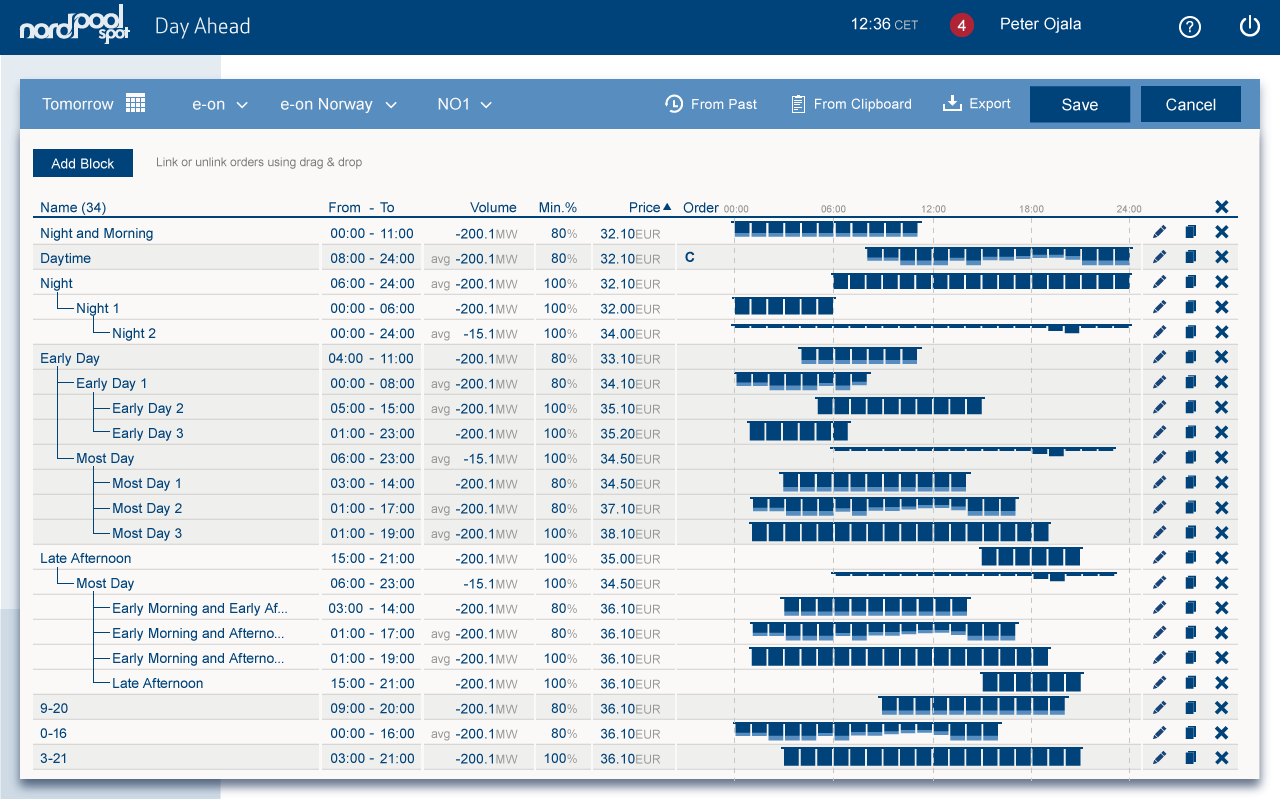 nordpool spot Day Ahead 12:36 CET 4 Peter Ojala ?
Tomorrow e-on e-on Norway NO1 From Past From Clipboard Export Save Cancel
Add Block Link or unlink orders using drag & drop
Name (34) From - To Volume Min.% Price Order 00:00 06:00 12:00 18:00 24:00
Night and Morning 00:00 - 11:00 -200.1MW 80% 32.10EUR
Daytime 08:00 - 24:00 avg -200.1MW 80% 32.10EUR C
Night 06:00 - 24:00 avg -200.1MW 100% 32.10EUR
Night 1 00:00 - 06:00 -200.1MW 100% 32.00EUR
Night 2 00:00 - 24:00 avg -15.1MW 100% 34.00EUR
Early Day 04:00 - 11:00 -200.1MW 80% 33.10EUR
Early Day 1 00:00 - 08:00 avg -200.1MW 80% 34.10EUR
Early Day 2 05:00 - 15:00 avg -200.1MW 100% 35.10EUR
Early Day 3 01:00 - 23:00 -200.1MW 100% 35.20EUR
Most Day 06:00 - 23:00 avg -15.1MW 100% 34.50EUR
Most Day 1 03:00 - 14:00 -200.1MW 80% 34.50EUR
Most Day 2 01:00 - 17:00 avg -200.1MW 80% 37.10EUR
Most Day 3 01:00 - 19:00 avg -200.1MW 100% 38.10EUR
Late Afternoon 15:00 - 21:00 -200.1MW 100% 35.00EUR
Most Day 06:00 - 23:00 -15.1MW 100% 34.50EUR
Early Morning and Early Af... 03:00 - 14:00 -200.1MW 80% 36.10EUR
Early Morning and Afterno... 01:00 - 17:00 avg -200.1MW 80% 36.10EUR
Early Morning and Afterno... 01:00 - 19:00 avg -200.1MW 100% 36.10EUR
Late Afternoon 15:00 - 21:00 -200.1MW 100% 36.10EUR
9-20 09:00 - 20:00 -200.1MW 80% 36.10EUR
0-16 00:00 - 16:00 avg -200.1MW 80% 36.10EUR
3-21 03:00 - 21:00 -200.1MW 100% 36.10EUR